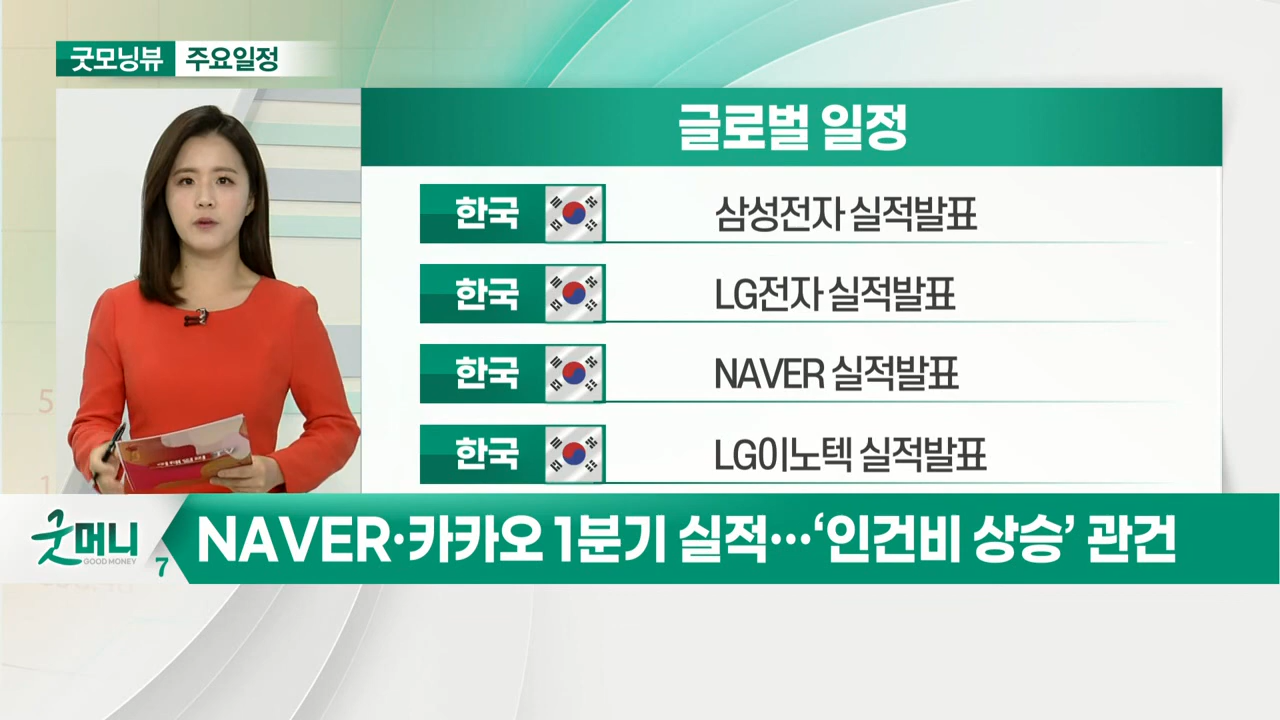 굿모닝뷰 주요일정
글로벌 일정
한국 삼성전자 실적발표
한국 LG전자 실적발표
한국 NAVER 실적발표
한국 LG이노텍 실적발표
5
1
굿머니
GOOD MONEY
7
NAVER·카카오 1분기 실적…‘인건비 상승’ 관건